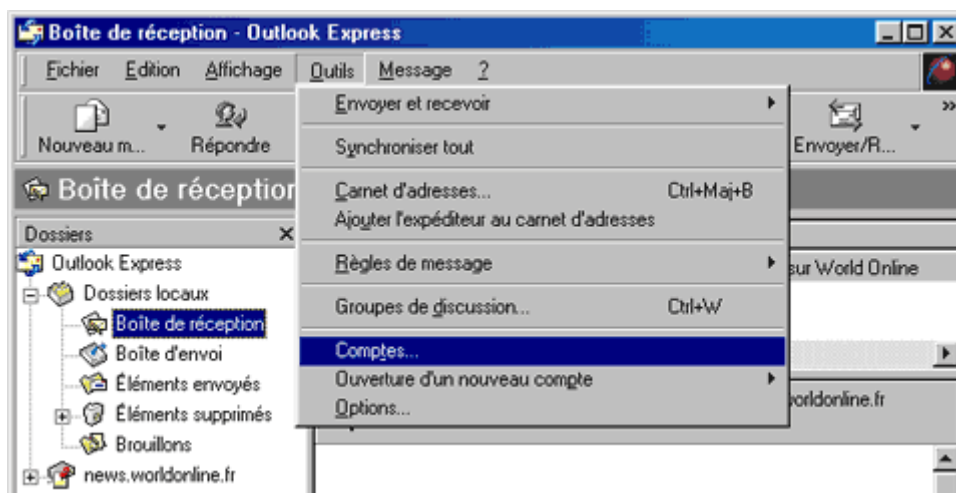 Boîte de réception - Outlook Express
Fichier Edition Affichage Outils Message ?
Nouveau m... Répondre Envoyer/R... »
Boîte de réception
Envoyer et recevoir
Synchroniser tout
Carnet d'adresses... Ctrl+Maj+B
Ajouter l'expéditeur au carnet d'adresses
Règles de message
Groupes de discussion... Ctrl+W
Comptes...
Ouverture d'un nouveau compte
Options...
Dossiers
Outlook Express
Dossiers locaux
Boîte de réception
Boîte d'envoi
Éléments envoyés
Éléments supprimés
Brouillons
news.worldonline.fr
sur World Online
worldonline.fr